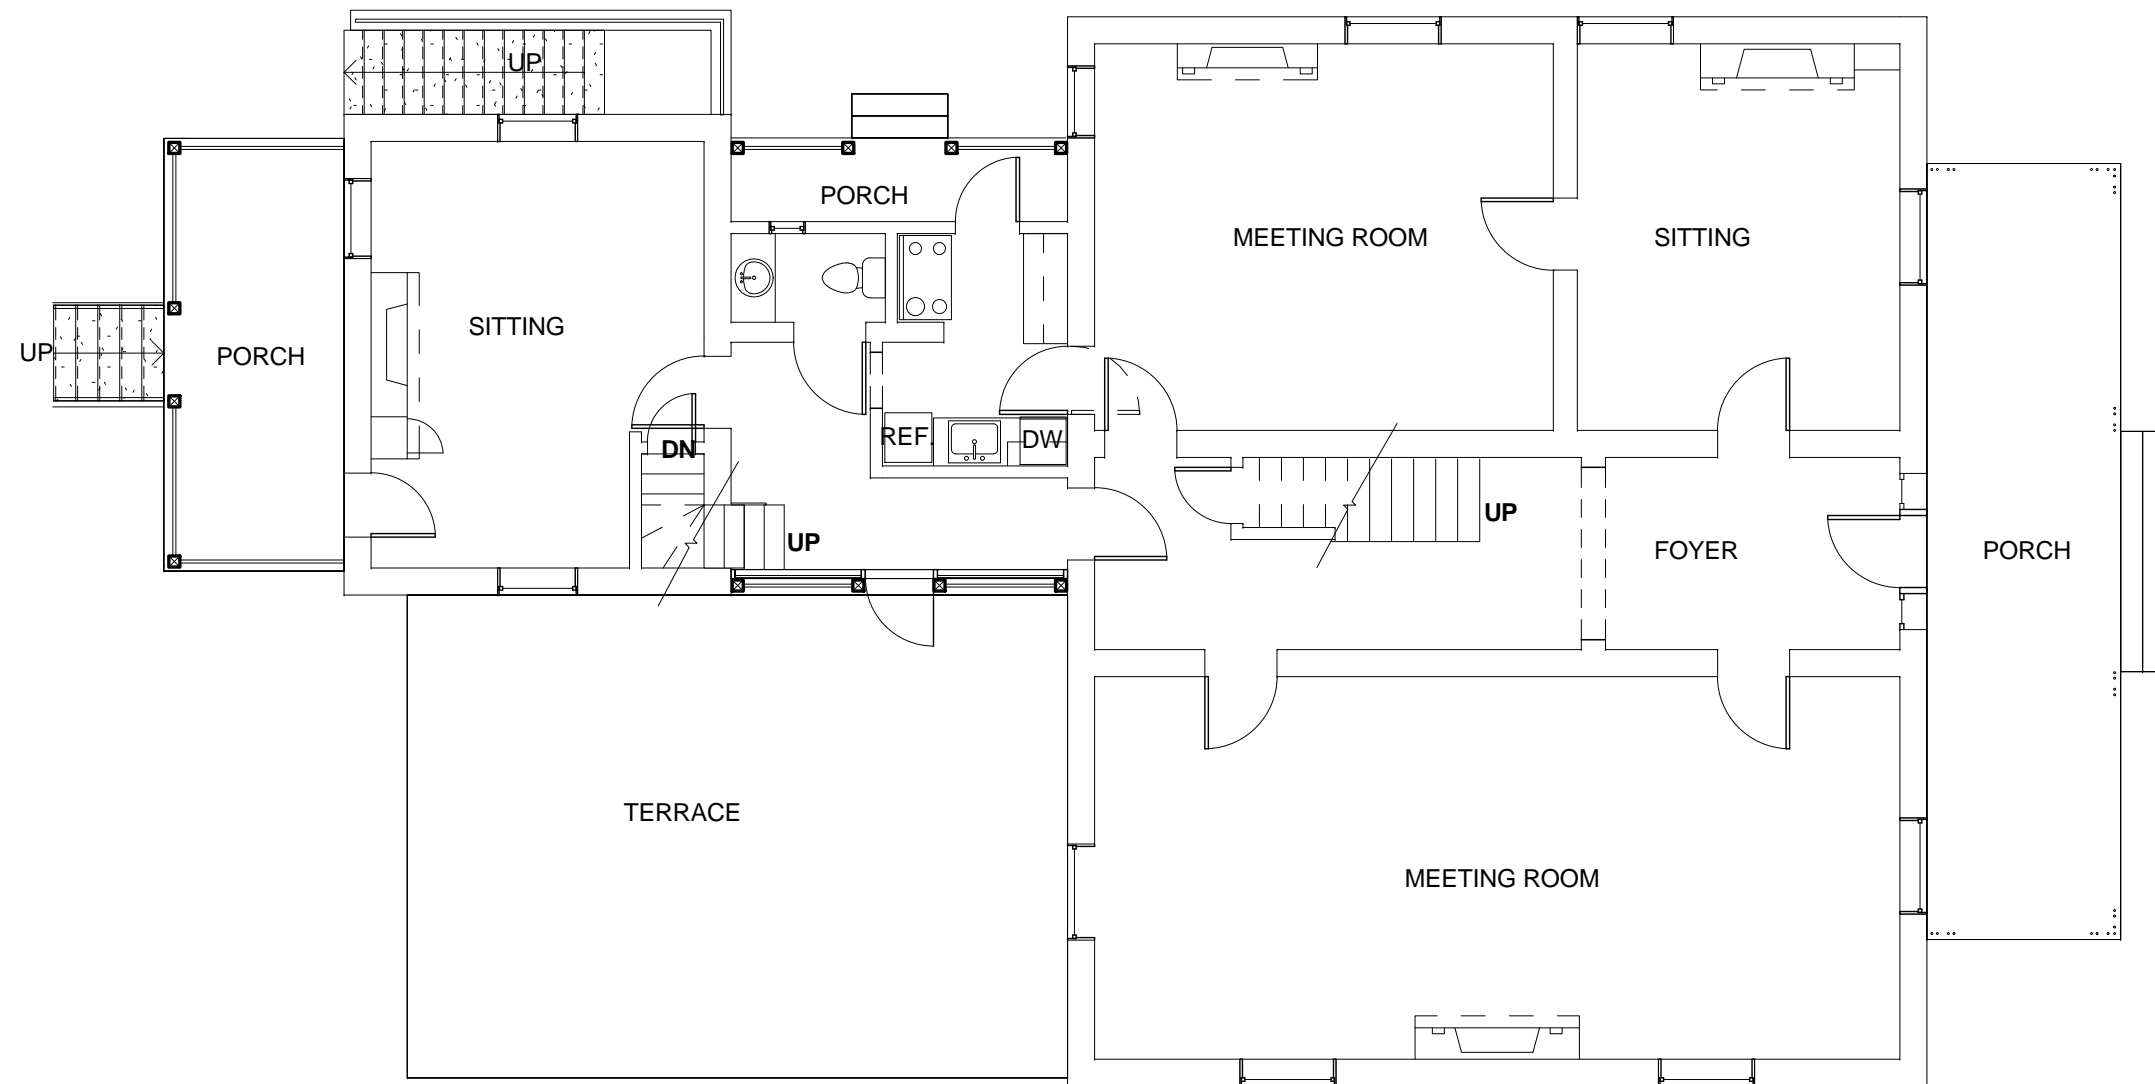 UP
PORCH
MEETING ROOM
SITTING
SITTING
UP
PORCH
REF.
DW
DN
UP
UP
FOYER
PORCH
TERRACE
MEETING ROOM